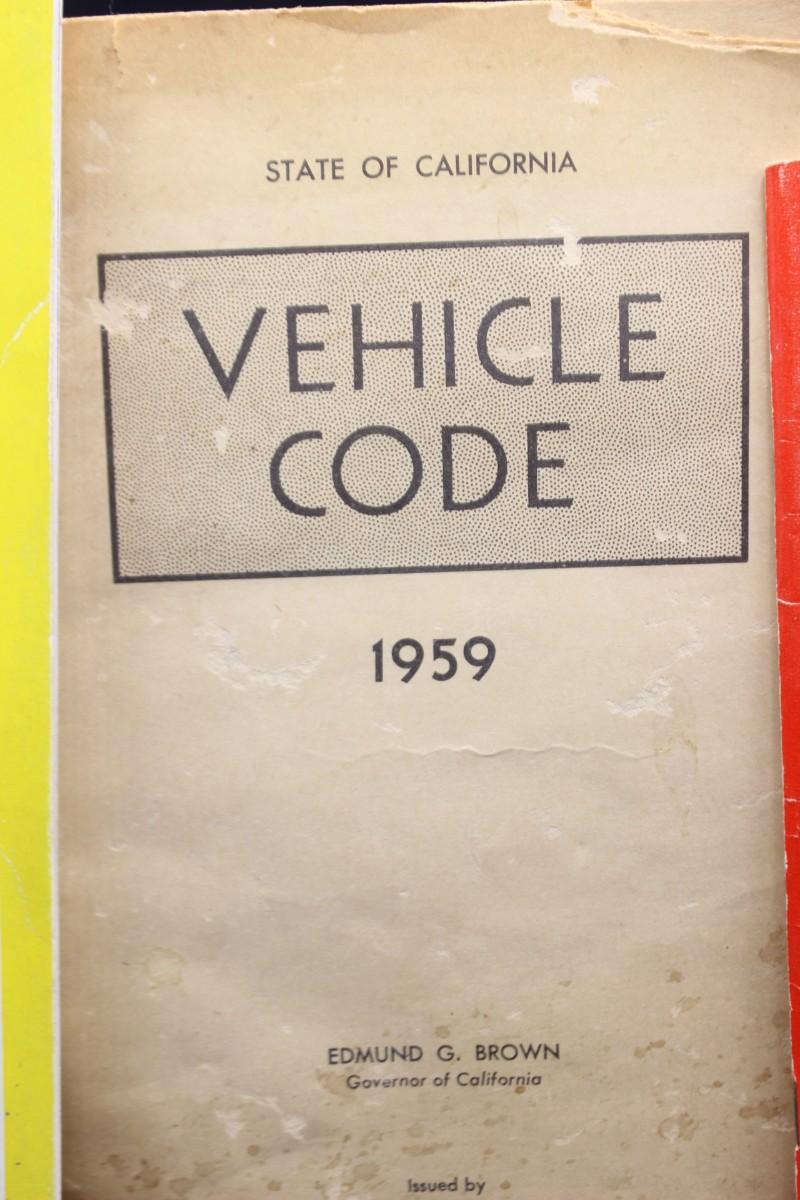 STATE OF CALIFORNIA
VEHICLE
CODE
1959
EDMUND G. BROWN
Governor of California
Issued by